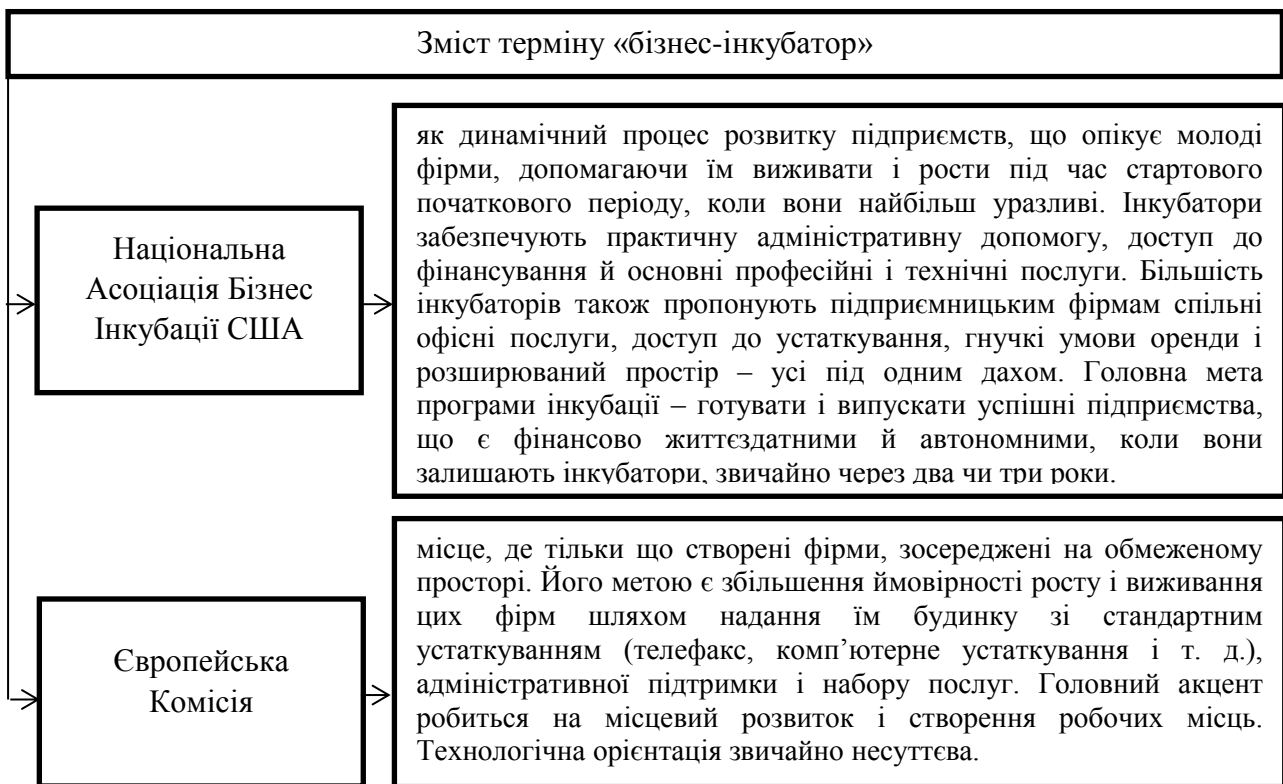 Зміст терміну «бізнес-інкубатор»
Національна
Асоціація Бізнес
Інкубації США
як динамічний процес розвитку підприємств, що опікує молоді
фірми, допомагаючи їм виживати і рости під час стартового
початкового періоду, коли вони найбільш уразливі. Інкубатори
забезпечують практичну адміністративну допомогу, доступ до
фінансування й основні професійні і технічні послуги. Більшість
інкубаторів також пропонують підприємницьким фірмам спільні
офісні послуги, доступ до устаткування, гнучкі умови оренди і
розширюваний простір – усі під одним дахом. Головна мета
програми інкубації – готувати і випускати успішні підприємства,
що є фінансово життєздатними й автономними, коли вони
залишають інкубатори, звичайно через два чи три роки.
Європейська
Комісія
місце, де тільки що створені фірми, зосереджені на обмеженому
просторі. Його метою є збільшення ймовірності росту і виживання
цих фірм шляхом надання їм будинку зі стандартним
устаткуванням (телефакс, комп’ютерне устаткування і т. д.),
адміністративної підтримки і набору послуг. Головний акцент
робиться на місцевий розвиток і створення робочих місць.
Технологічна орієнтація звичайно несуттєва.